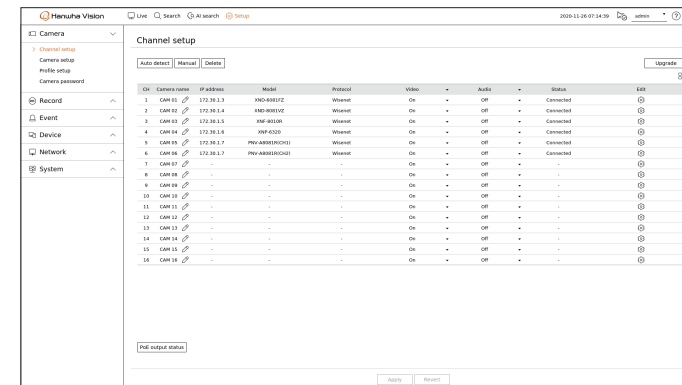 Hanwha Vision Live Search AI search Setup 2020-11-26 07:14:39 admin
Camera
Channel setup
Camera setup
Profile setup
Camera password
Record
Event
Device
Network
System
Channel setup
Auto detect Manual Delete Upgrade
CH Camera name IP address Model Protocol Video Audio Status Edit
1 CAM 01 172.30.1.3 XND-6081FZ Wisenet On Off Connected
2 CAM 02 172.30.1.4 XND-8081VZ Wisenet On Off Connected
3 CAM 03 172.30.1.5 XNF-8010R Wisenet On Off Connected
4 CAM 04 172.30.1.6 XNP-6320 Wisenet On Off Connected
5 CAM 05 172.30.1.7 PNV-A8081R(CH1) Wisenet On Off Connected
6 CAM 06 172.30.1.7 PNV-A8081R(CH2) Wisenet On Off Connected
7 CAM 07 - - - On Off -
8 CAM 08 - - - On Off -
9 CAM 09 - - - On Off -
10 CAM 10 - - - On Off -
11 CAM 11 - - - On Off -
12 CAM 12 - - - On Off -
13 CAM 13 - - - On Off -
14 CAM 14 - - - On Off -
15 CAM 15 - - - On Off -
16 CAM 16 - - - On Off -
PoE output status
Apply Revert